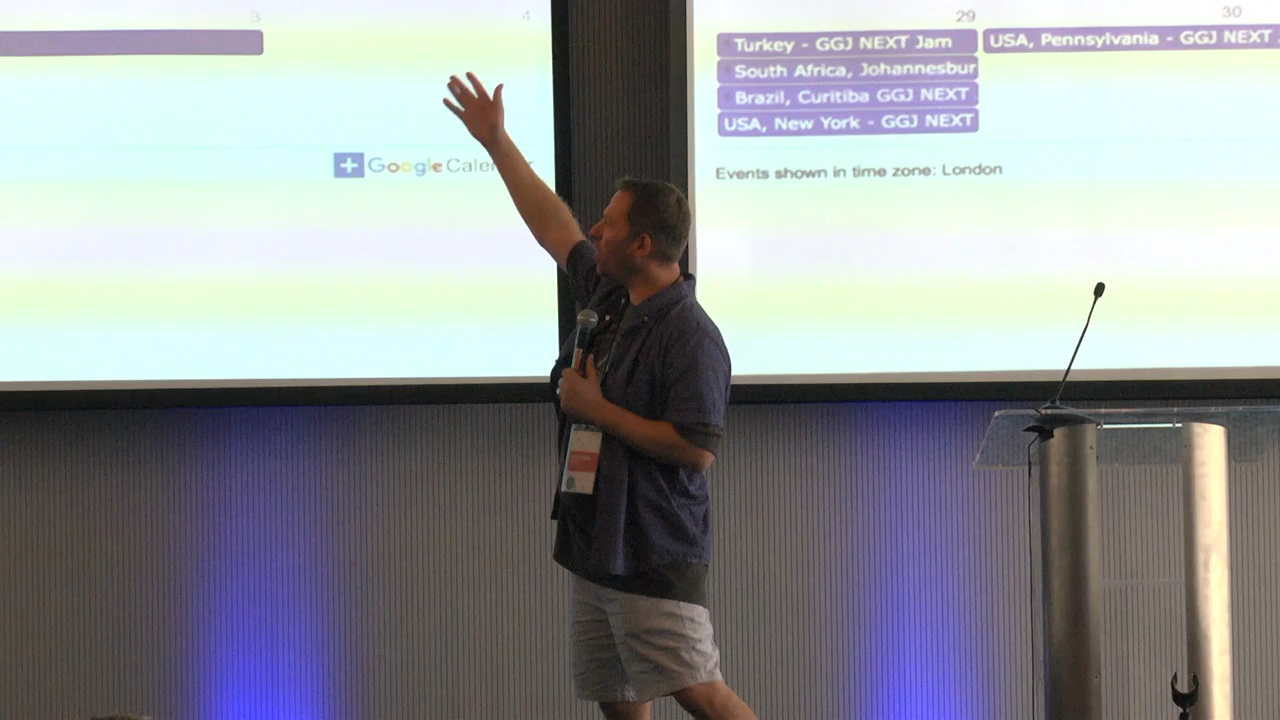 3
4
Google Calen
29
30
Turkey - GGJ NEXT Jam
USA, Pennsylvania - GGJ NEXT
South Africa, Johannesbur
Brazil, Curitiba GGJ NEXT
USA, New York - GGJ NEXT
Events shown in time zone: London